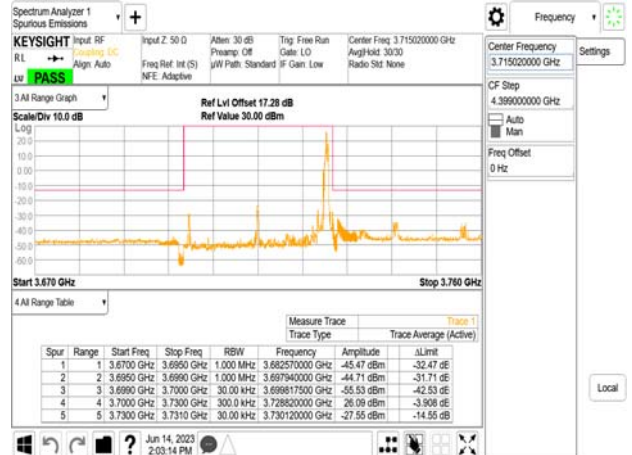 Spectrum Analyzer 1
Spurious Emissions
Frequency
KEYSIGHT
Input: RF
Coupling: DC
Align: Auto
Input Z: 50 Ω
Freq Ref: Int (S)
NFE: Adaptive
Atten: 30 dB
Preamp: Off
µW Path: Standard
Trig: Free Run
Gate: LO
IF Gain: Low
Center Freq: 3.715020000 GHz
Avg|Hold: 30/30
Radio Std: None
R L
LVI
PASS
Center Frequency
3.715020000 GHz
Settings
CF Step
4.399000000 GHz
Auto
Man
Freq Offset
0 Hz
3 All Range Graph
Scale/Div 10.0 dB
Ref Lvl Offset 17.28 dB
Ref Value 30.00 dBm
Log
20.0
10.0
0.00
-10.0
-20.0
-30.0
-40.0
-50.0
-60.0
Start 3.670 GHz
Stop 3.760 GHz
4 All Range Table
Measure Trace Trace 1
Trace Type Trace Average (Active)
Spur Range Start Freq Stop Freq RBW Frequency Amplitude ΔLimit
1 1 3.6700 GHz 3.6950 GHz 1.000 MHz 3.682570000 GHz -45.47 dBm -32.47 dB
2 2 3.6950 GHz 3.6990 GHz 1.000 MHz 3.697940000 GHz -44.71 dBm -31.71 dB
3 3 3.6990 GHz 3.7000 GHz 30.00 kHz 3.699817500 GHz -55.53 dBm -42.53 dB
4 4 3.7000 GHz 3.7300 GHz 300.0 kHz 3.728820000 GHz 26.09 dBm -3.908 dB
5 5 3.7300 GHz 3.7310 GHz 30.00 kHz 3.730120000 GHz -27.55 dBm -14.55 dB
Local
?
Jun 14, 2023
2:03:14 PM